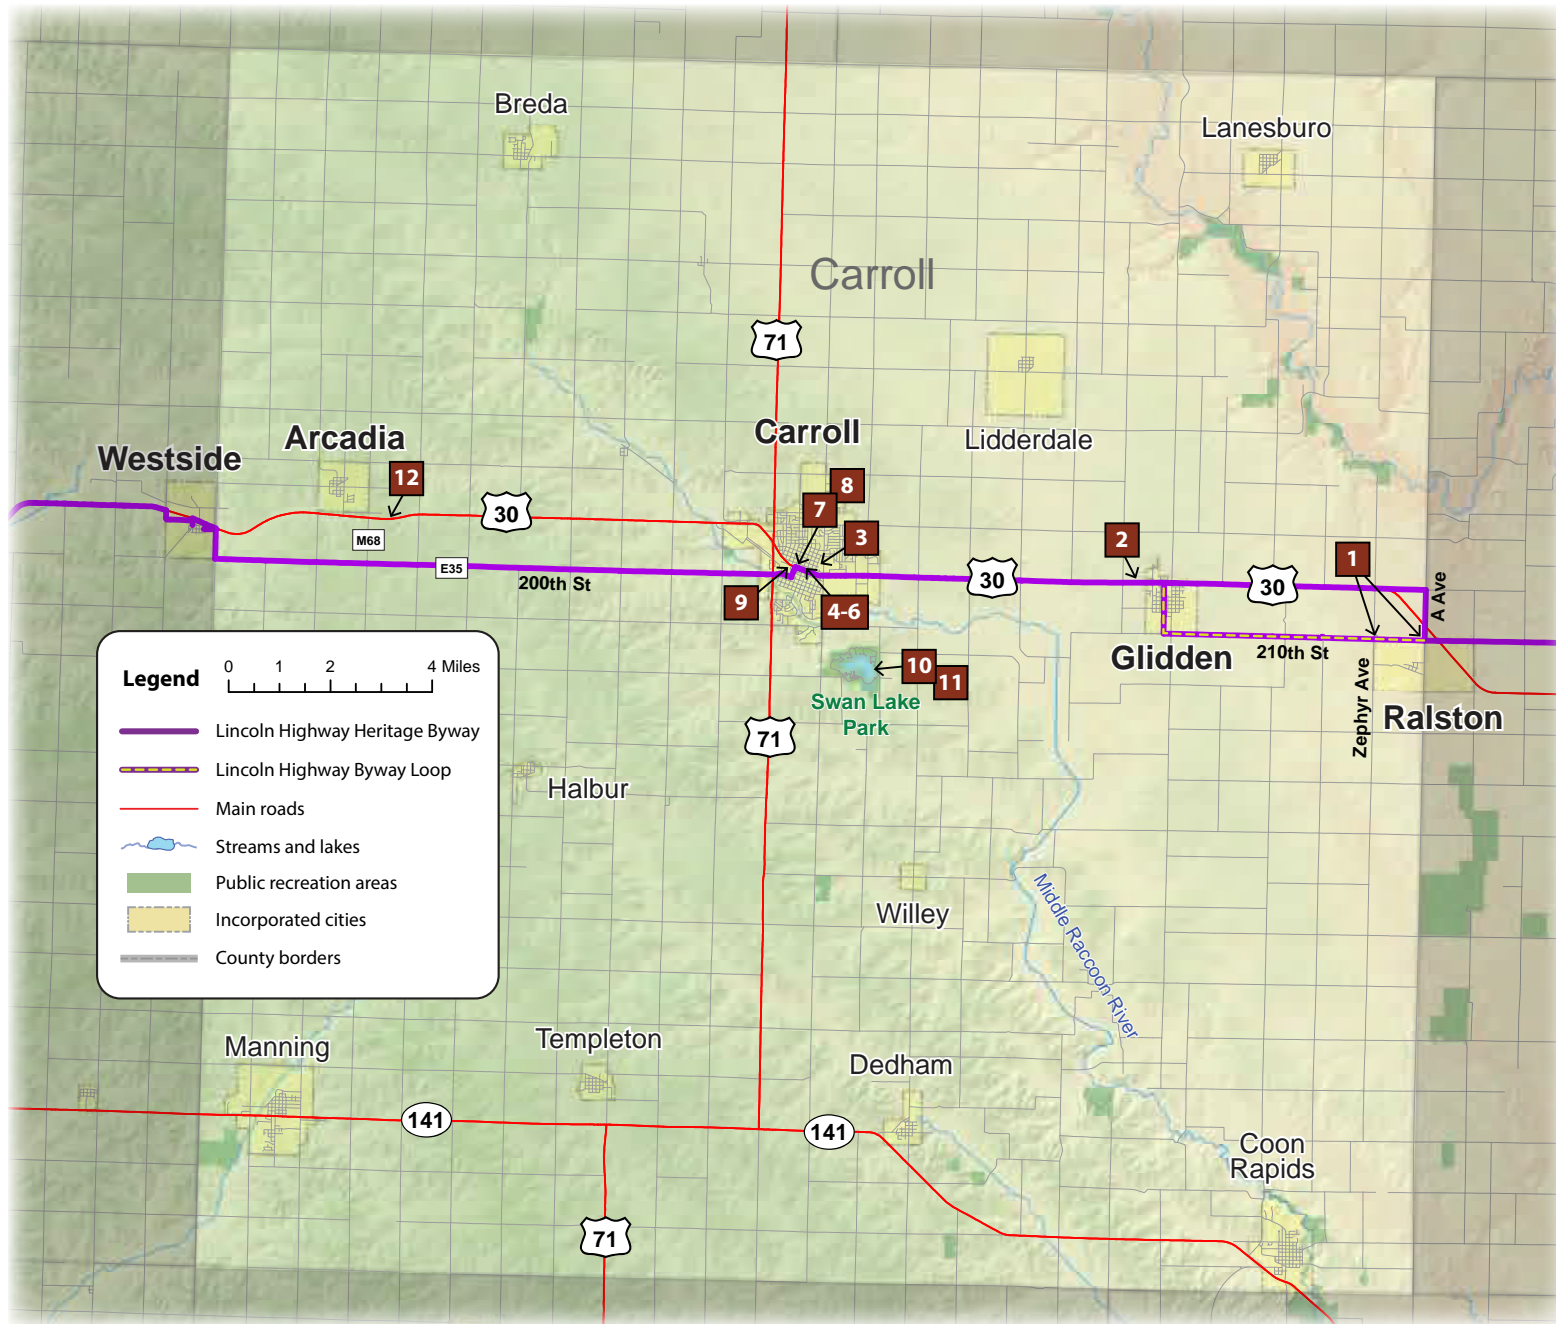 Breda
Lanesburo
Carroll
71
Carroll
Lidderdale
Westside
Arcadia
12
30
M68
E35
200th St
8
7
3
9
4-6
2
30
30
1
A Ave
Glidden
210th St
Zephyr Ave
Ralston
10
11
Swan Lake
Park
71
Legend
0 1 2 4 Miles
Lincoln Highway Heritage Byway
Lincoln Highway Byway Loop
Main roads
Streams and lakes
Public recreation areas
Incorporated cities
County borders
Halbur
Willey
Middle Raccoon River
Manning
Templeton
Dedham
141
141
Coon
Rapids
71